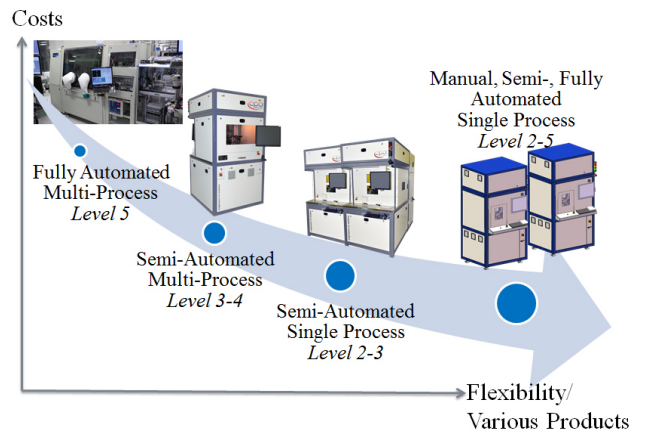 Costs
Manual, Semi-, Fully
Automated
Single Process
Level 2-5
Fully Automated
Multi-Process
Level 5
Semi-Automated
Multi-Process
Level 3-4
Semi-Automated
Single Process
Level 2-3
Flexibility/
Various Products